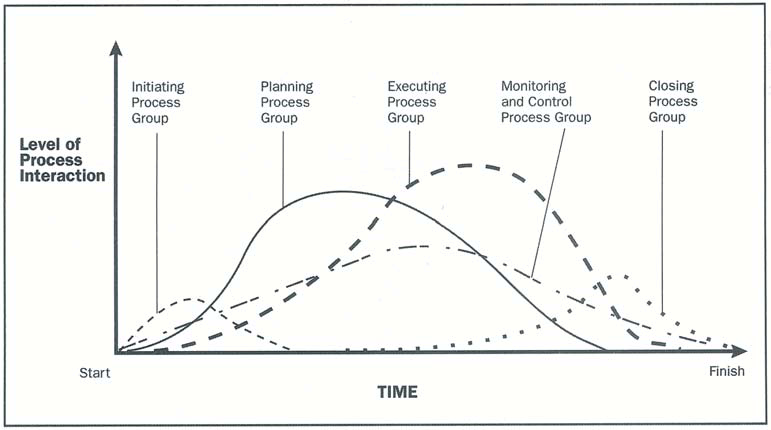 Initiating
Process
Group
Planning
Process
Group
Executing
Process
Group
Monitoring
and Control
Process Group
Closing
Process
Group
Level of
Process
Interaction
Start
Finish
TIME